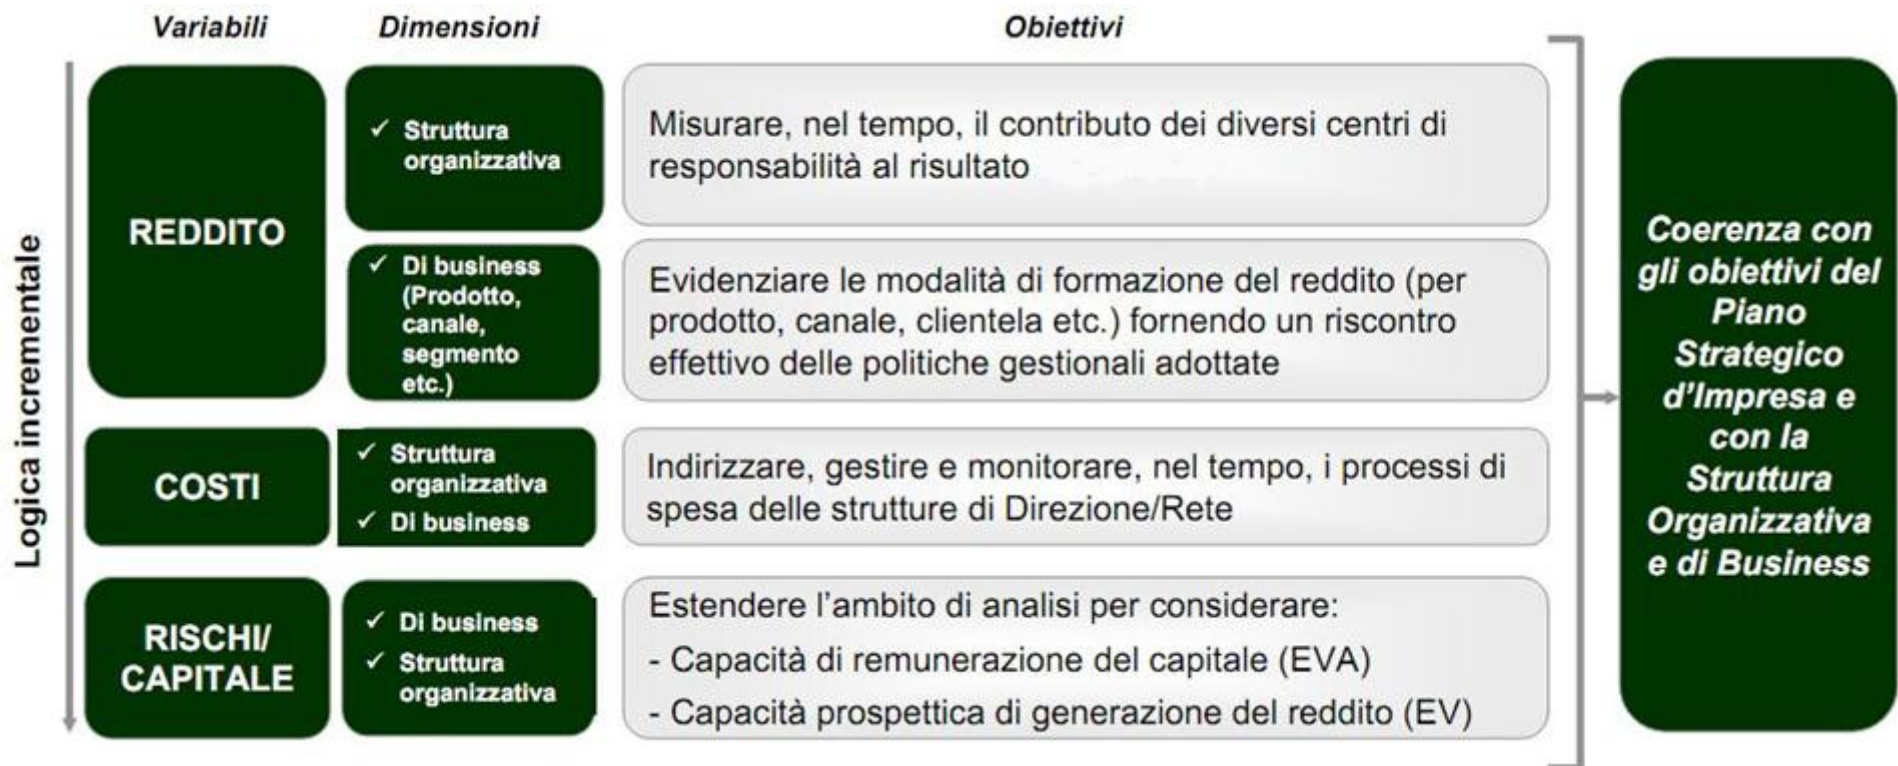 Variabili
Dimensioni
Obiettivi
Logica incrementale
REDDITO
✓ Struttura
organizzativa
Misurare, nel tempo, il contributo dei diversi centri di
responsabilità al risultato
✓ Di business
(Prodotto,
canale,
segmento
etc.)
Evidenziare le modalità di formazione del reddito (per
prodotto, canale, clientela etc.) fornendo un riscontro
effettivo delle politiche gestionali adottate
COSTI
✓ Struttura
organizzativa
✓ Di business
Indirizzare, gestire e monitorare, nel tempo, i processi di
spesa delle strutture di Direzione/Rete
RISCHI/
CAPITALE
✓ Di business
✓ Struttura
organizzativa
Estendere l'ambito di analisi per considerare:
- Capacità di remunerazione del capitale (EVA)
- Capacità prospettica di generazione del reddito (EV)
Coerenza con
gli obiettivi del
Piano
Strategico
d'Impresa e
con la
Struttura
Organizzativa
e di Business